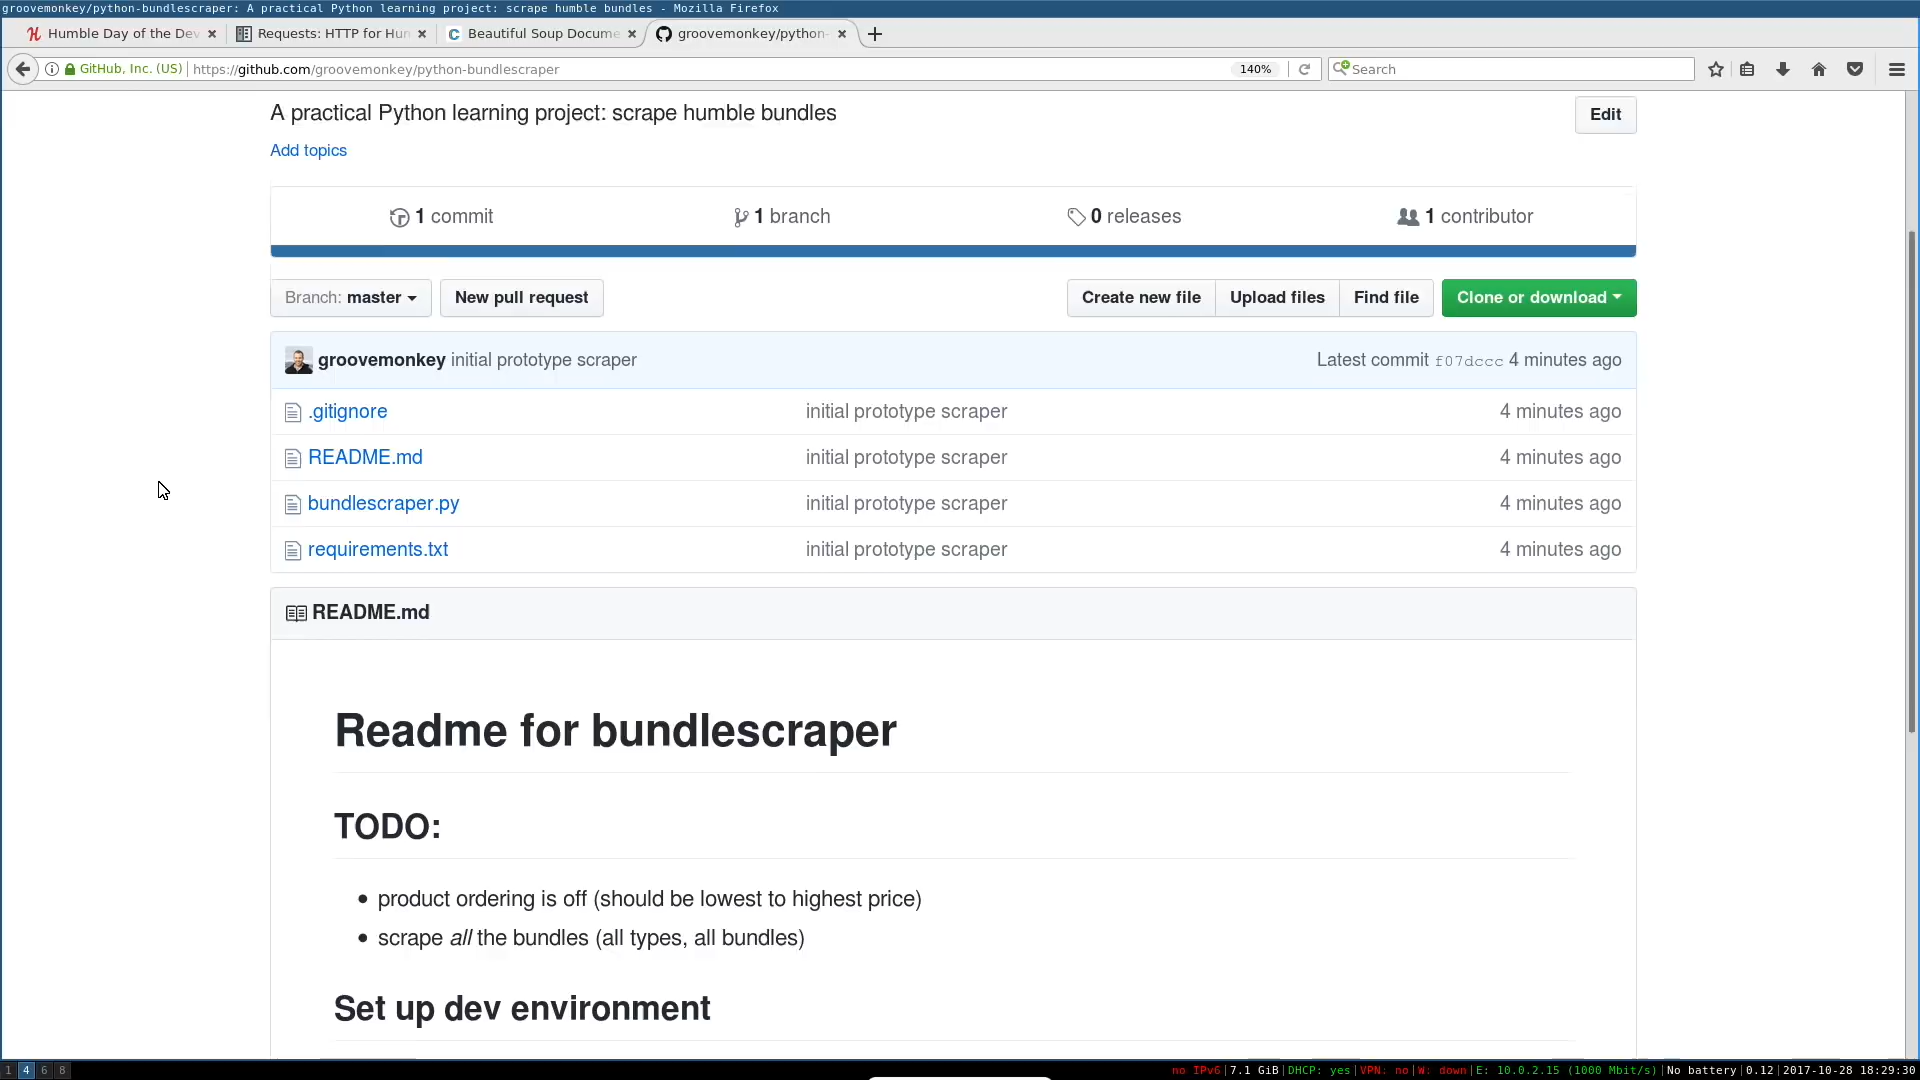 groovemonkey/python-bundlescraper: A practical Python learning project: scrape humble bundles - Mozilla Firefox
Humble Day of the Dev
Requests: HTTP for Hum
Beautiful Soup Docume
groovemonkey/python-
GitHub, Inc. (US)
https://github.com/groovemonkey/python-bundlescraper
140%
Search
A practical Python learning project: scrape humble bundles
Edit
Add topics
1 commit
1 branch
0 releases
1 contributor
Branch: master
New pull request
Create new file
Upload files
Find file
Clone or download
groovemonkey initial prototype scraper
Latest commit f07dccc 4 minutes ago
.gitignore
initial prototype scraper
4 minutes ago
README.md
initial prototype scraper
4 minutes ago
bundlescraper.py
initial prototype scraper
4 minutes ago
requirements.txt
initial prototype scraper
4 minutes ago
README.md
Readme for bundlescraper
TODO:
product ordering is off (should be lowest to highest price)
scrape all the bundles (all types, all bundles)
Set up dev environment
1 4 6 8
no IPv6|7.1 GiB|DHCP: yes|VPN: no|W: down|E: 10.0.2.15 (1000 Mbit/s)|No battery|0.12|2017-10-28 18:29:30